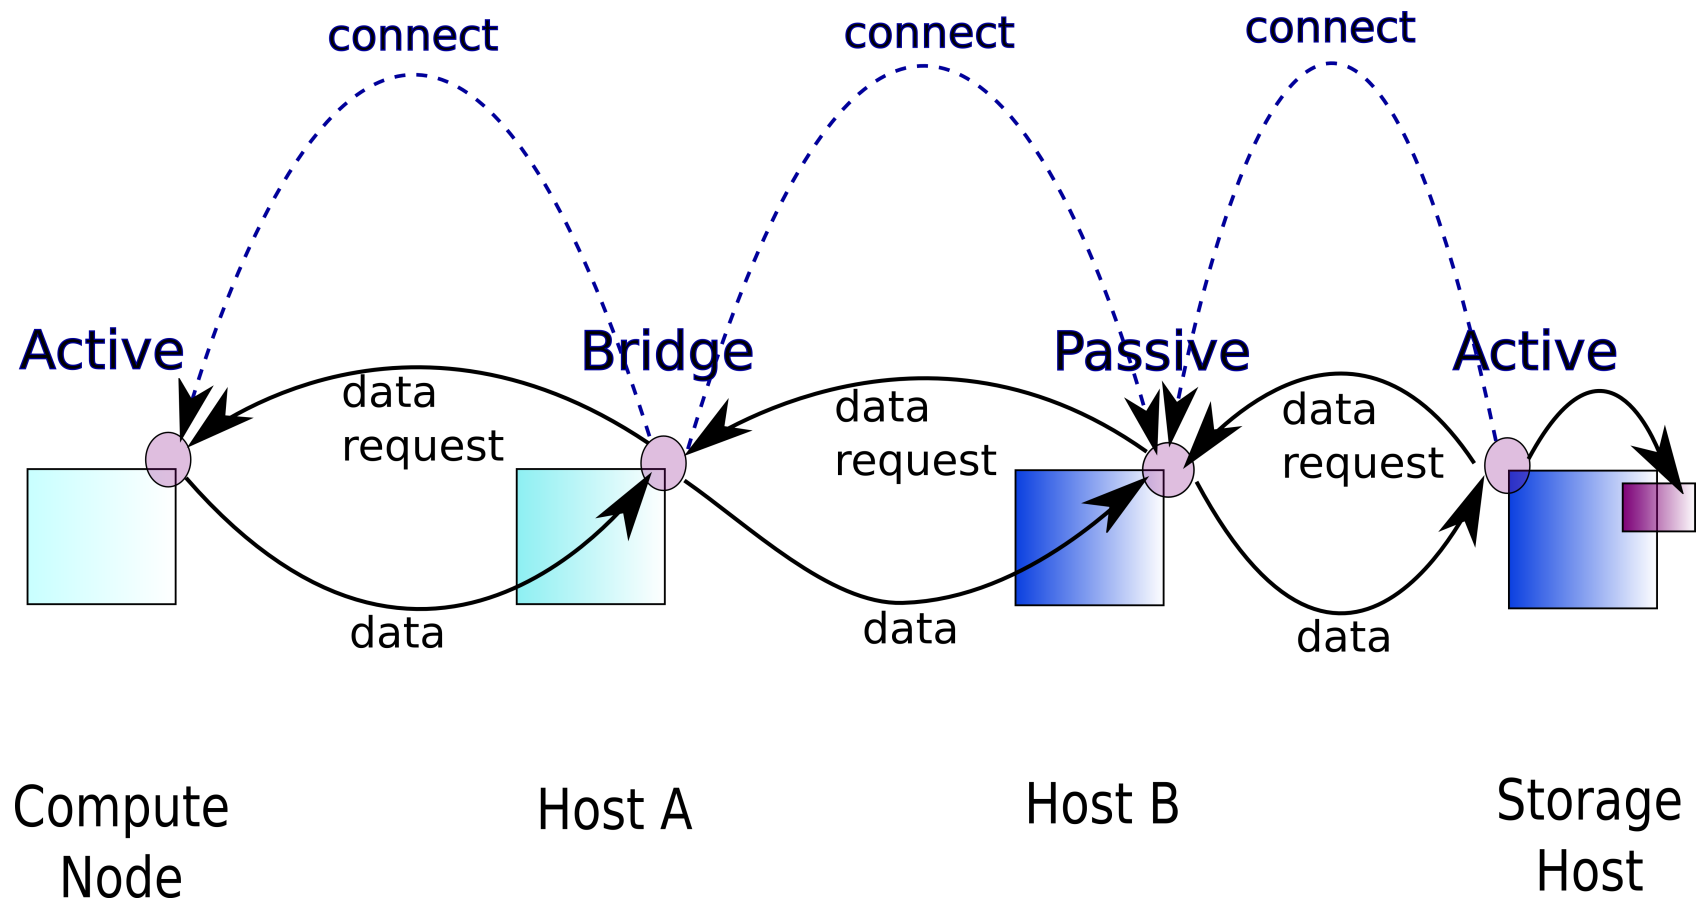 connect
connect
connect
Active
Bridge
Passive
Active
data
request
data
request
data
request
data
data
data
Compute
Node
Host A
Host B
Storage
Host